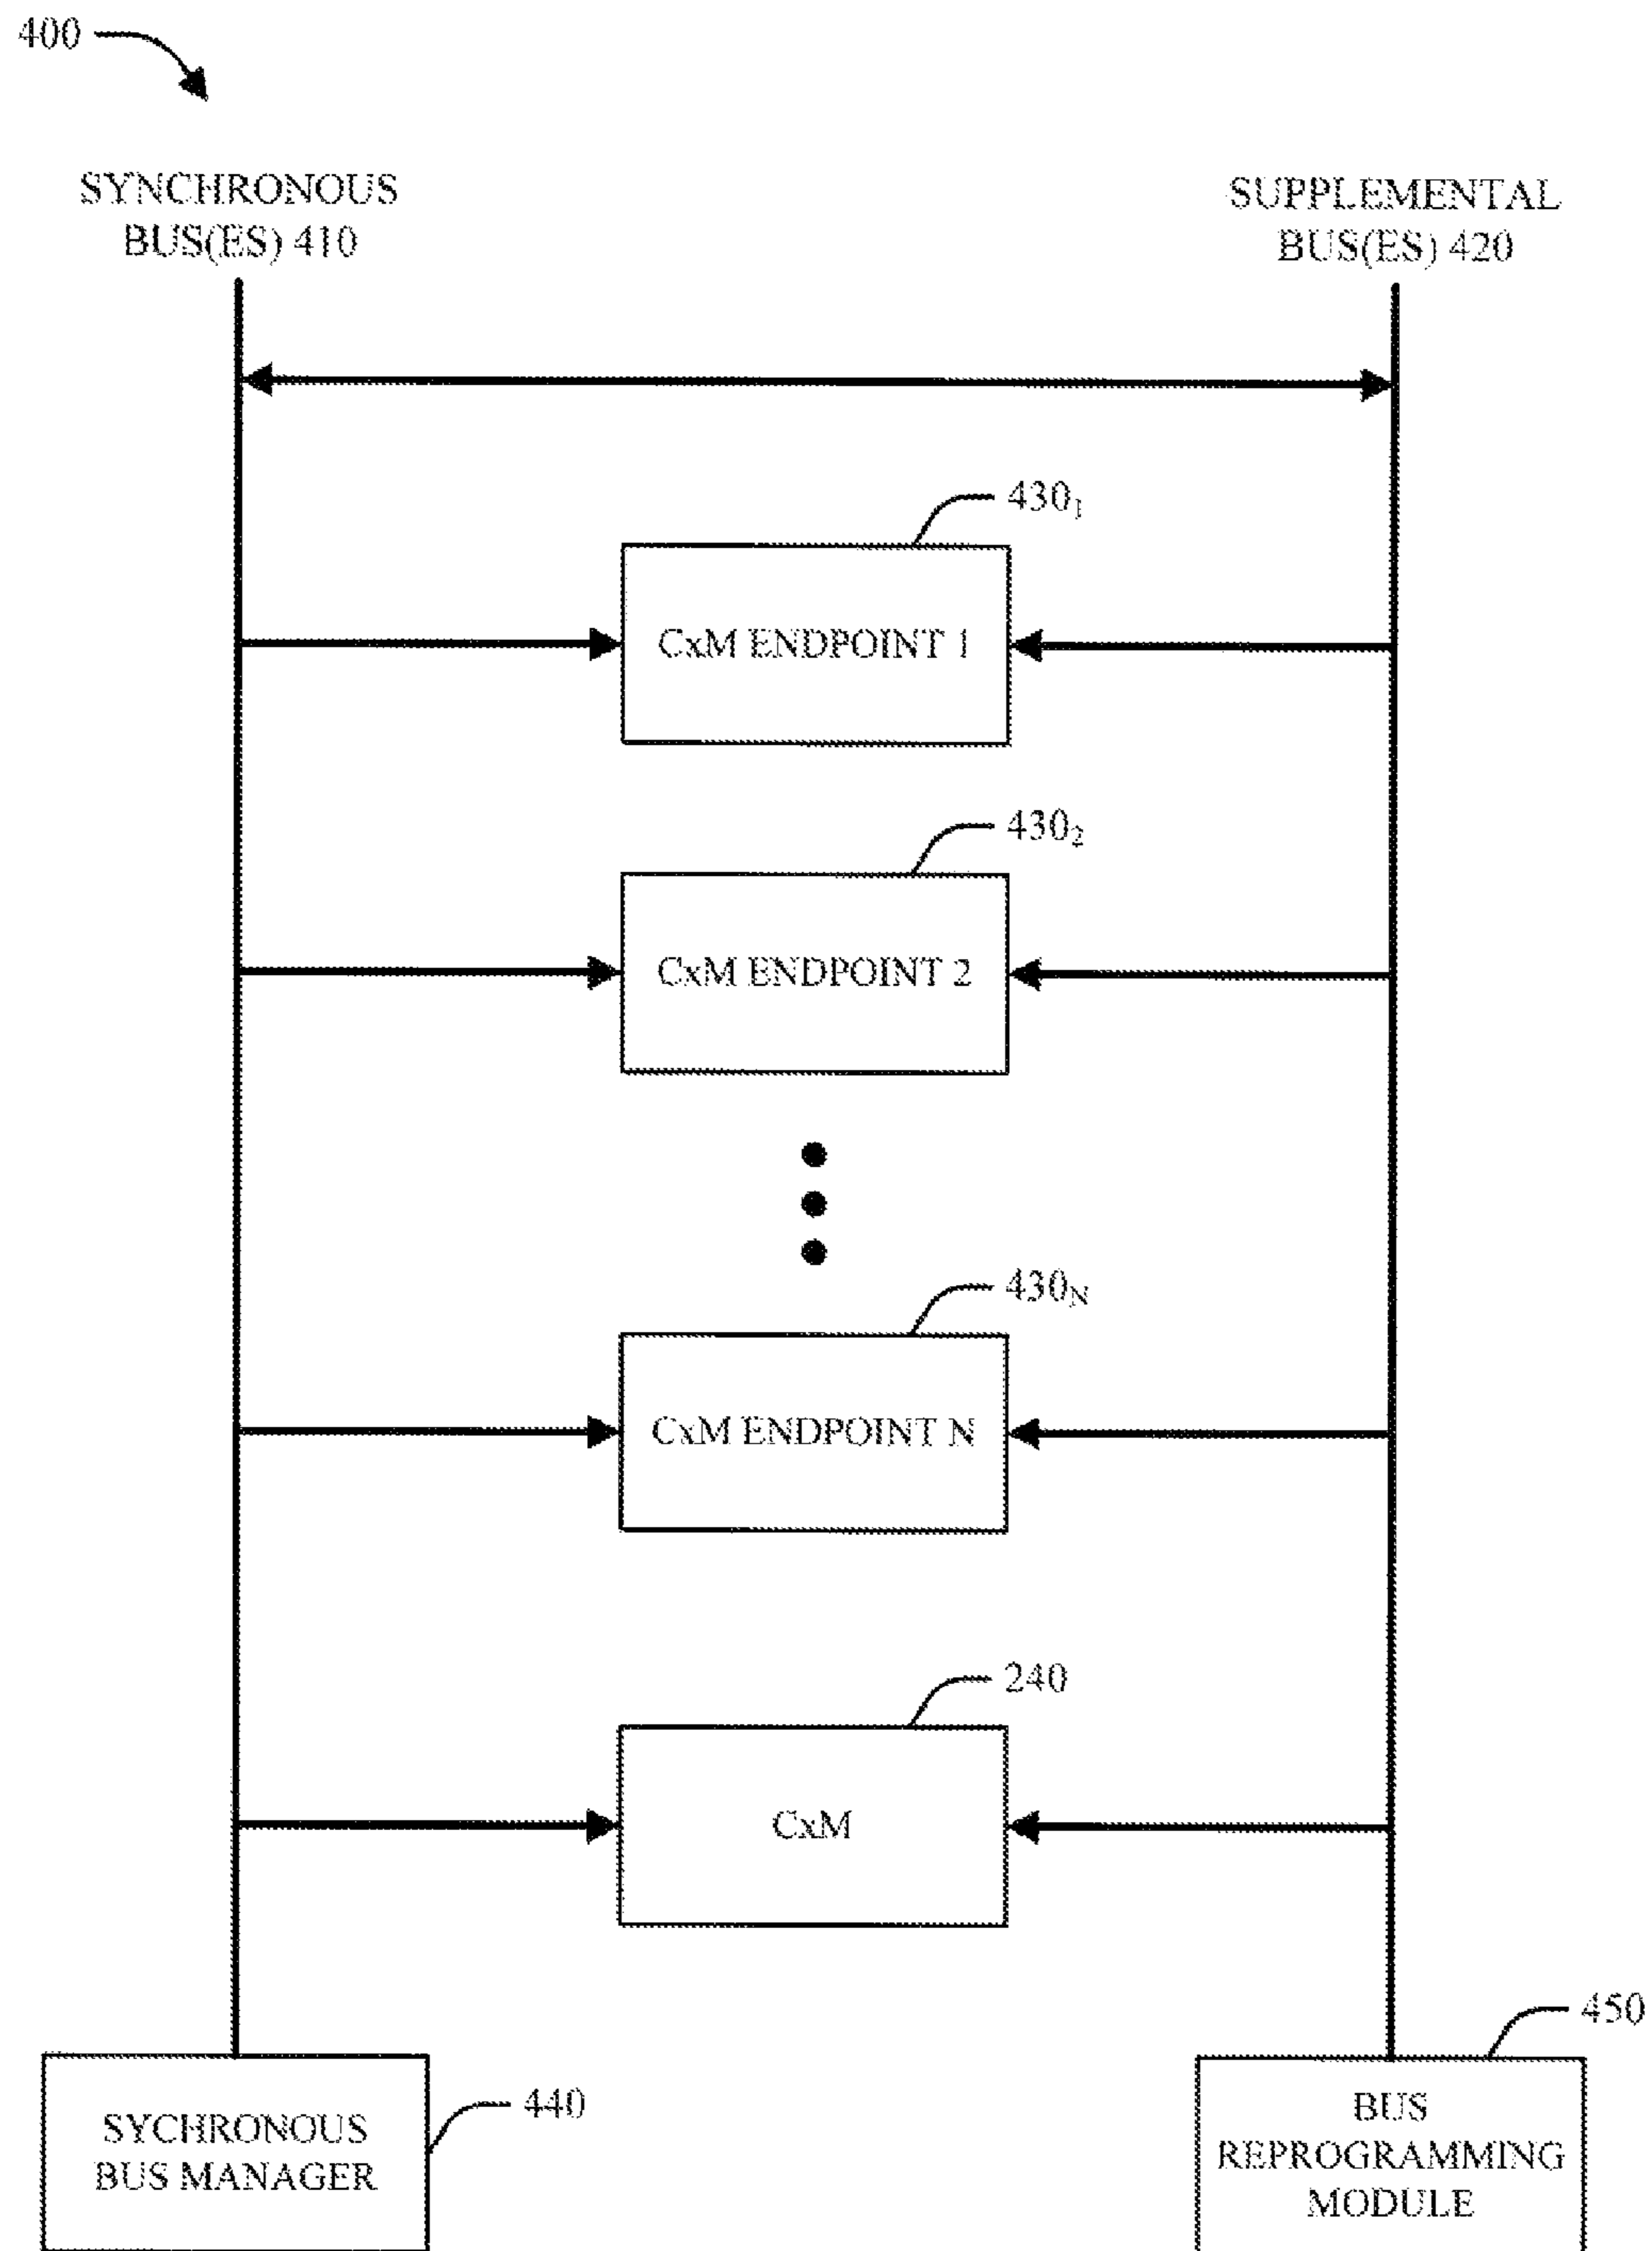 400
SYNCHRONOUS
BUS(ES) 410
SUPPLEMENTAL
BUS(ES) 420
430₁
CxM ENDPOINT 1
430₂
CxM ENDPOINT 2
430ₙ
CxM ENDPOINT N
240
CxM
450
440
SYCHRONOUS
BUS MANAGER
BUS
REPROGRAMMING
MODULE